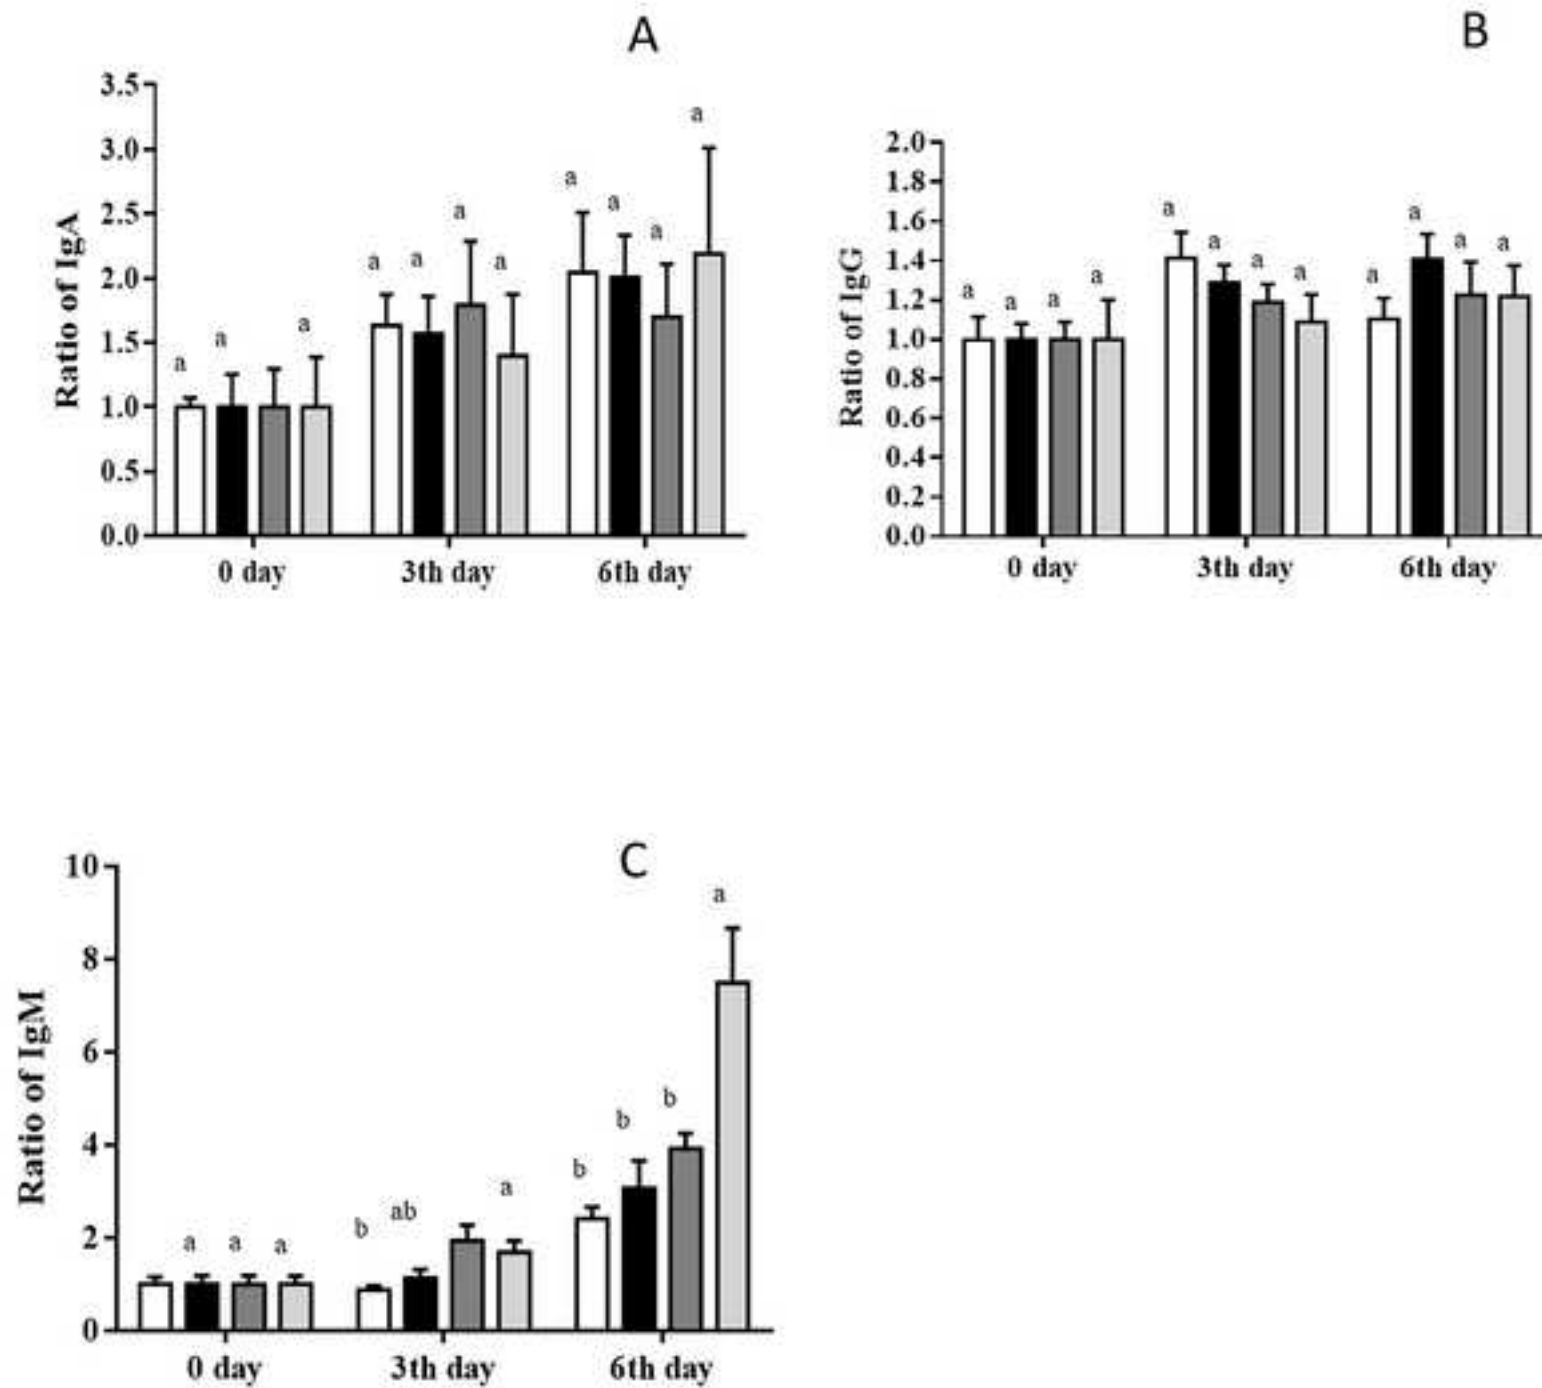 A
3.5
3.0
2.5
2.0
1.5
1.0
0.5
0.0
Ratio of IgA
a a a
a a a a
a a a a
0 day 3th day 6th day
B
2.0
1.8
1.6
1.4
1.2
1.0
0.8
0.6
0.4
0.2
0.0
Ratio of IgG
a a a a
a a a a
a a a a
0 day 3th day 6th day
C
10
8
6
4
2
0
Ratio of IgM
a a a
b ab a
b b b a
0 day 3th day 6th day